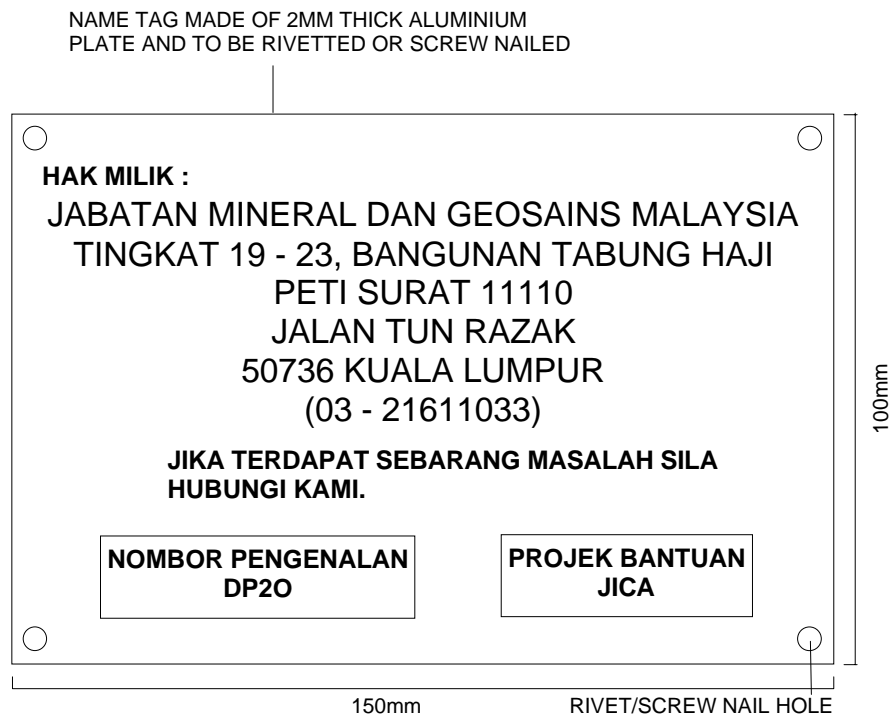 NAME TAG MADE OF 2MM THICK ALUMINIUM
PLATE AND TO BE RIVETTED OR SCREW NAILED
HAK MILIK :
JABATAN MINERAL DAN GEOSAINS MALAYSIA
TINGKAT 19 - 23, BANGUNAN TABUNG HAJI
PETI SURAT 11110
JALAN TUN RAZAK
50736 KUALA LUMPUR
(03 - 21611033)
JIKA TERDAPAT SEBARANG MASALAH SILA
HUBUNGI KAMI.
NOMBOR PENGENALAN
DP2O
PROJEK BANTUAN
JICA
100mm
150mm
RIVET/SCREW NAIL HOLE